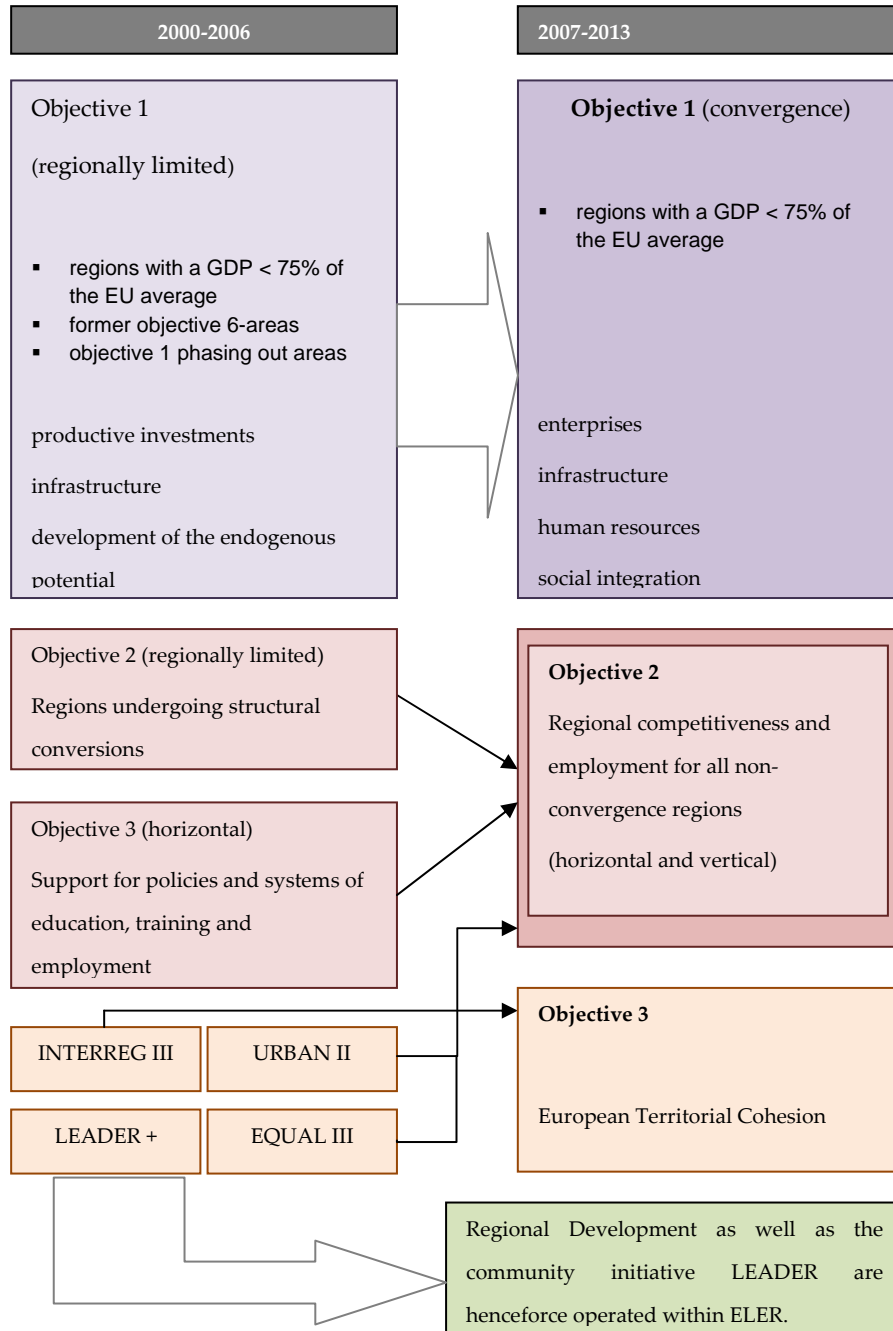 2000-2006
2007-2013
Objective 1
(regionally limited)
▪ regions with a GDP < 75% of
the EU average
▪ former objective 6-areas
▪ objective 1 phasing out areas
productive investments
infrastructure
development of the endogenous
potential
Objective 1 (convergence)
▪ regions with a GDP < 75% of
the EU average
enterprises
infrastructure
human resources
social integration
Objective 2 (regionally limited)
Regions undergoing structural
conversions
Objective 3 (horizontal)
Support for policies and systems of
education, training and
employment
Objective 2
Regional competitiveness and
employment for all non-
convergence regions
(horizontal and vertical)
INTERREG III
URBAN II
LEADER +
EQUAL III
Objective 3
European Territorial Cohesion
Regional Development as well as the
community initiative LEADER are
henceforce operated within ELER.